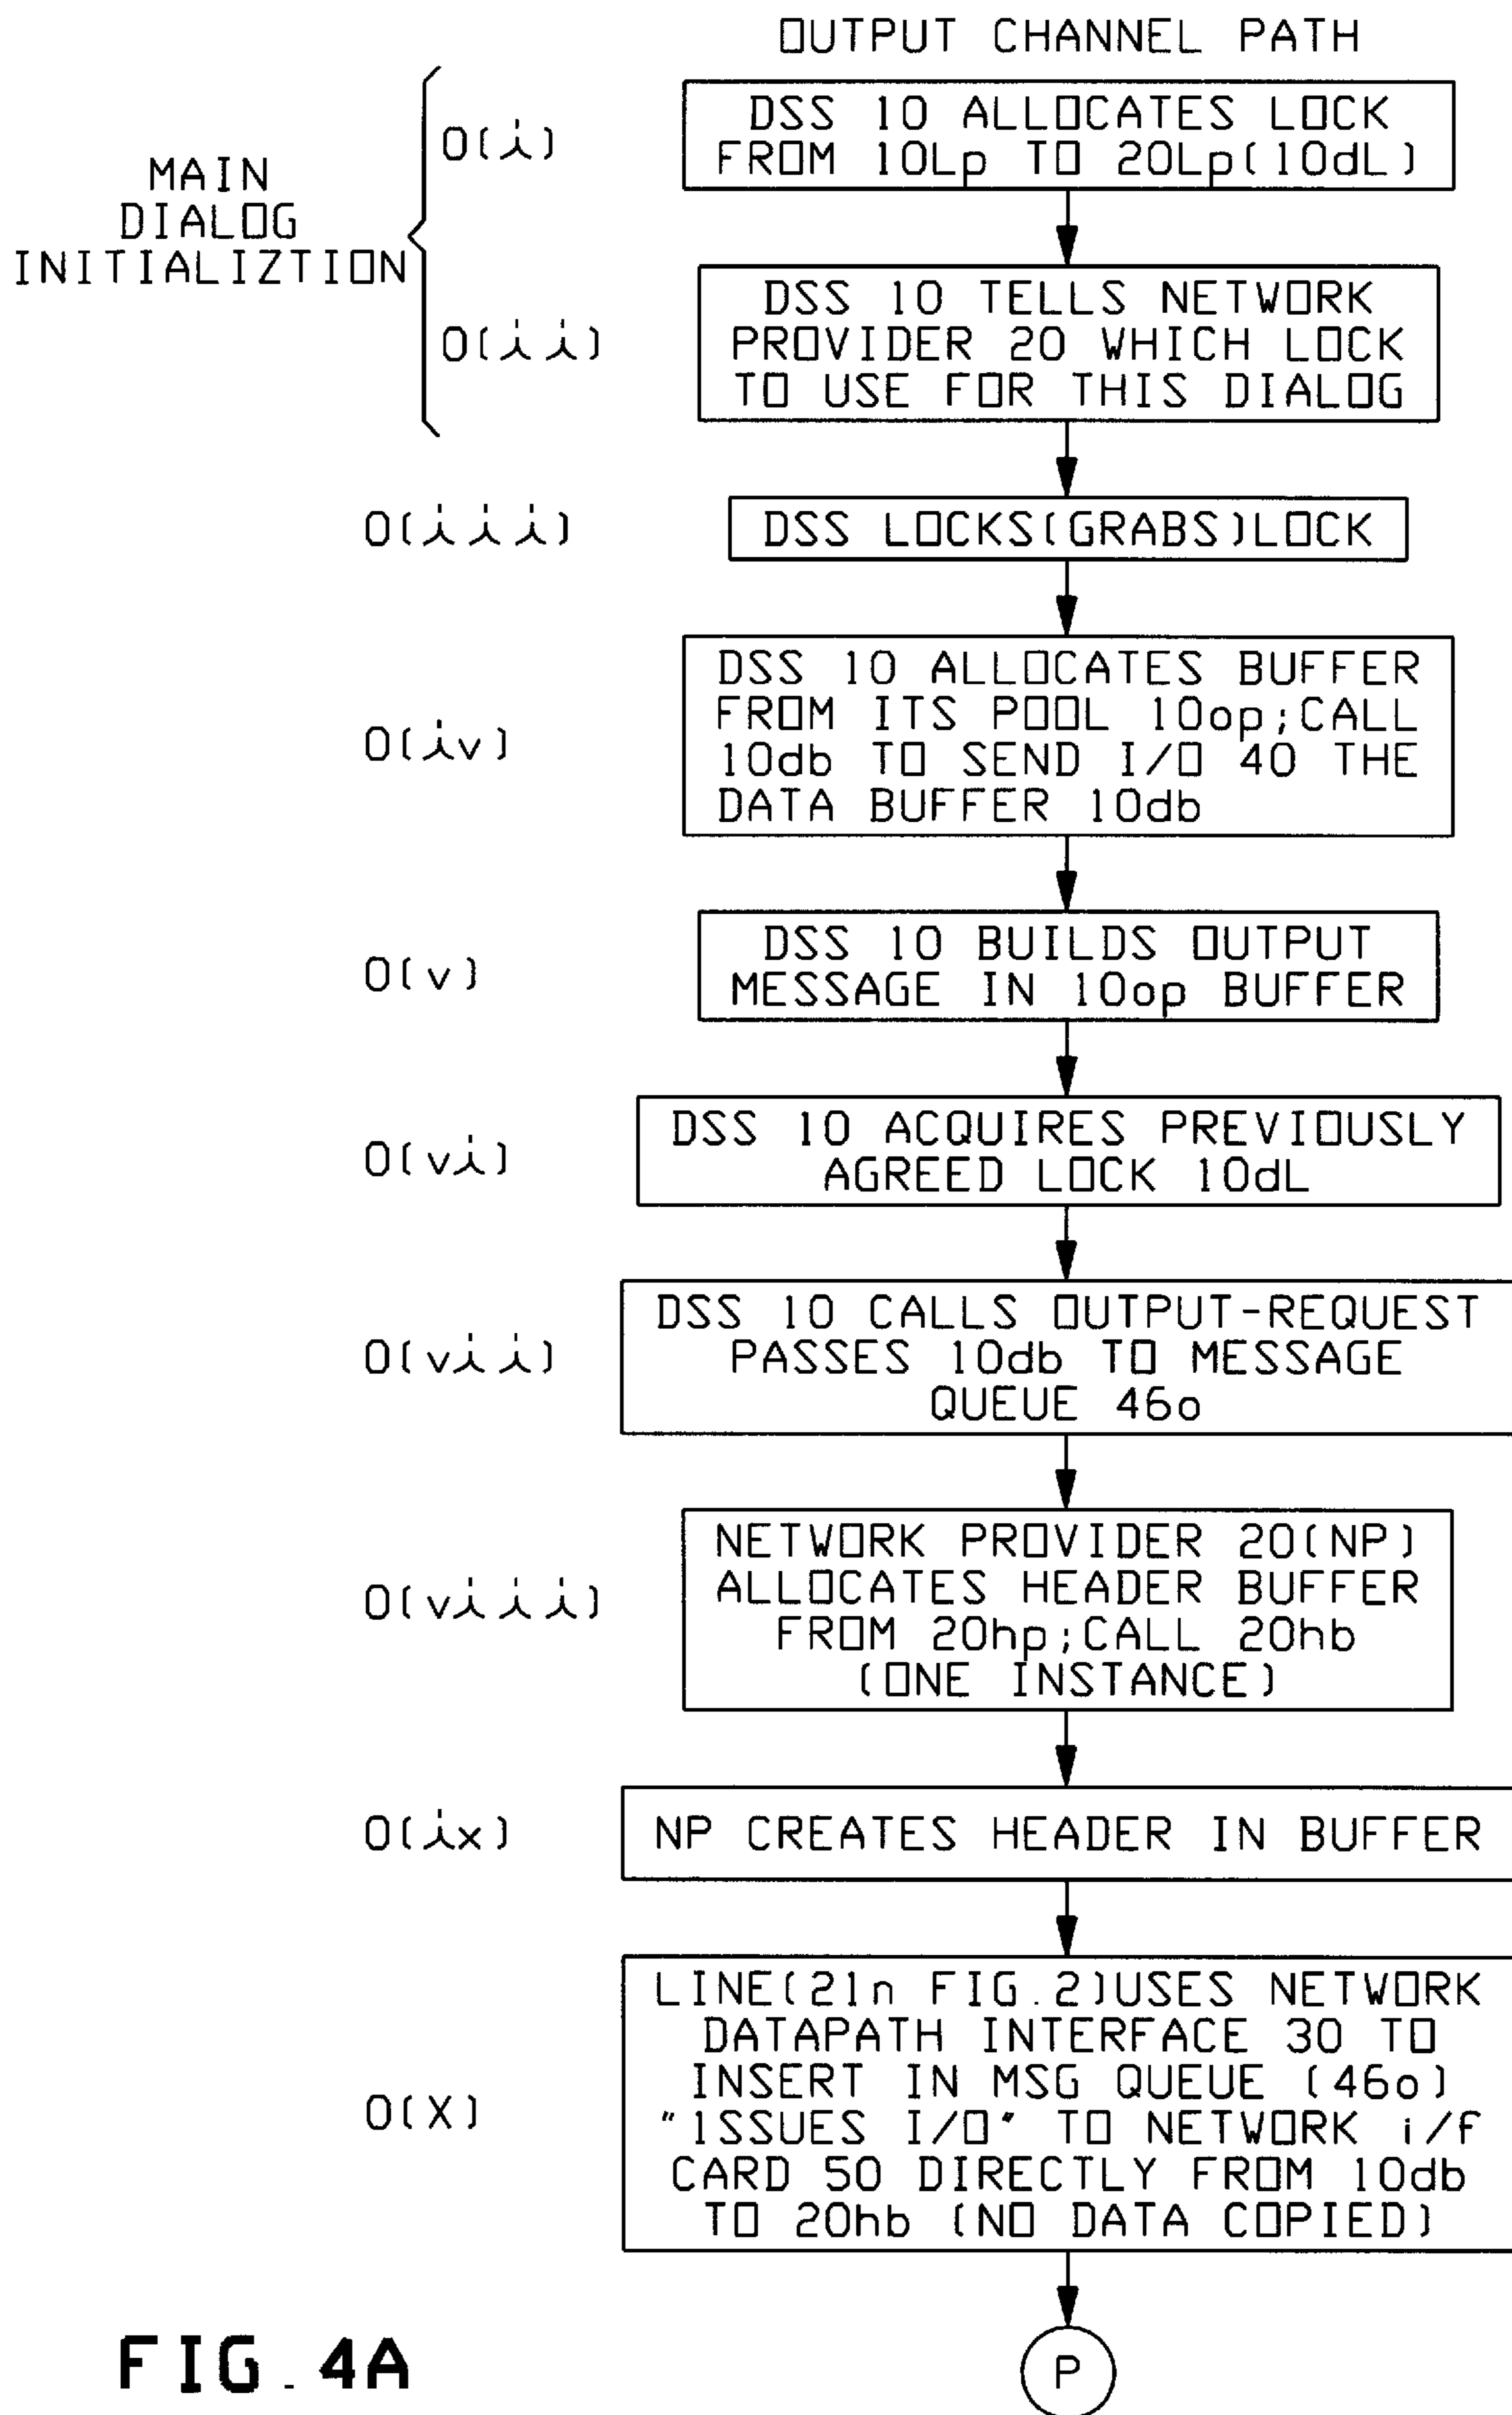 OUTPUT CHANNEL PATH
MAIN
DIALOG
INITIALIZTION
O(i)
DSS 10 ALLOCATES LOCK
FROM 10Lp TO 20Lp(10dL)
O(ii)
DSS 10 TELLS NETWORK
PROVIDER 20 WHICH LOCK
TO USE FOR THIS DIALOG
O(iii)
DSS LOCKS(GRABS)LOCK
O(iv)
DSS 10 ALLOCATES BUFFER
FROM ITS POOL 10op;CALL
10db TO SEND I/O 40 THE
DATA BUFFER 10db
O(v)
DSS 10 BUILDS OUTPUT
MESSAGE IN 10op BUFFER
O(vi)
DSS 10 ACQUIRES PREVIOUSLY
AGREED LOCK 10dL
O(vii)
DSS 10 CALLS OUTPUT-REQUEST
PASSES 10db TO MESSAGE
QUEUE 46o
O(viii)
NETWORK PROVIDER 20(NP)
ALLOCATES HEADER BUFFER
FROM 20hp;CALL 20hb
(ONE INSTANCE)
O(ix)
NP CREATES HEADER IN BUFFER
O(X)
LINE(21n FIG.2)USES NETWORK
DATAPATH INTERFACE 30 TO
INSERT IN MSG QUEUE (46o)
"1SSUES I/O" TO NETWORK i/f
CARD 50 DIRECTLY FROM 10db
TO 20hb (NO DATA COPIED)
P
FIG.4A